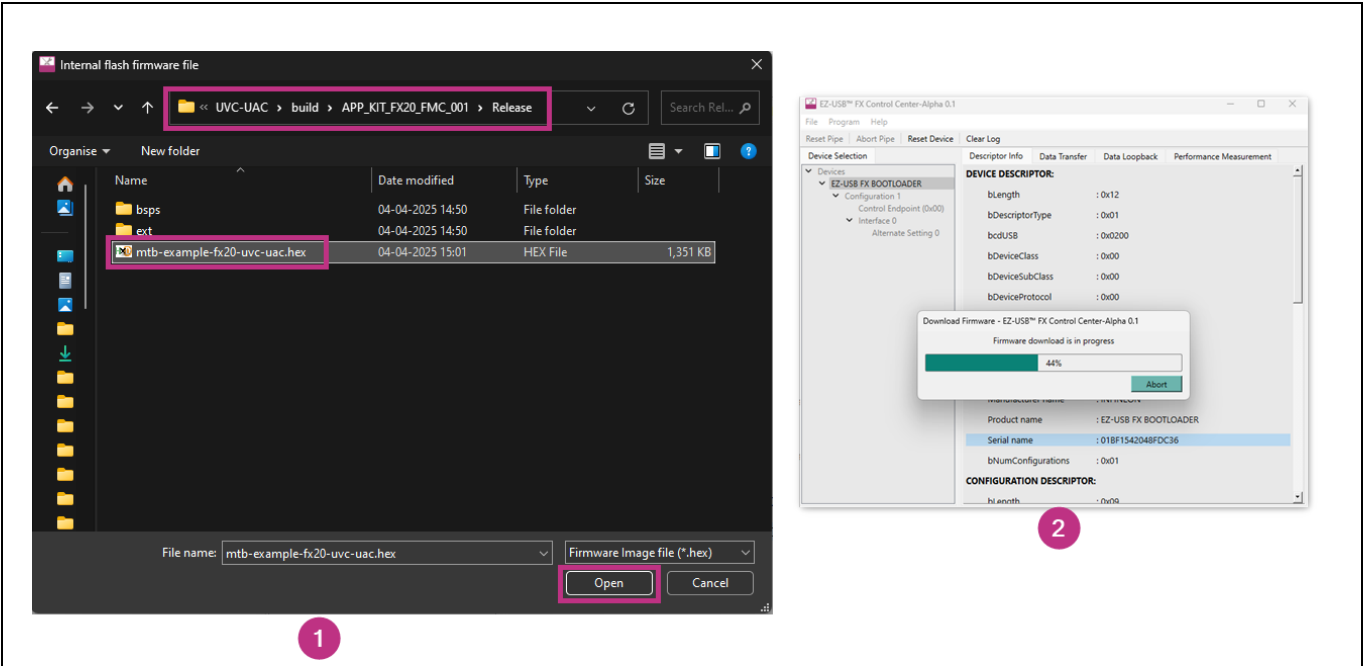 Internal flash firmware file
« UVC-UAC › build › APP_KIT_FX20_FMC_001 › Release
Search Rel...
Organise
New folder
Name Date modified Type Size
bsps 04-04-2025 14:50 File folder
ext 04-04-2025 14:50 File folder
mtb-example-fx20-uvc-uac.hex 04-04-2025 15:01 HEX File 1,351 KB
File name: mtb-example-fx20-uvc-uac.hex Firmware Image file (*.hex)
Open Cancel
1
EZ-USB™ FX Control Center-Alpha 0.1
File Program Help
Reset Pipe Abort Pipe Reset Device Clear Log
Device Selection
Devices
EZ-USB FX BOOTLOADER
Configuration 1
Control Endpoint (0x00)
Interface 0
Alternate Setting 0
Descriptor Info Data Transfer Data Loopback Performance Measurement
DEVICE DESCRIPTOR:
bLength : 0x12
bDescriptorType : 0x01
bcdUSB : 0x0200
bDeviceClass : 0x00
bDeviceSubClass : 0x00
bDeviceProtocol : 0x00
Download Firmware - EZ-USB™ FX Control Center-Alpha 0.1
Firmware download is in progress
44%
Abort
Manufacturer name : INFINEON
Product name : EZ-USB FX BOOTLOADER
Serial name : 01BF1542048FDC36
bNumConfigurations : 0x01
CONFIGURATION DESCRIPTOR:
bLength : 0x09
2